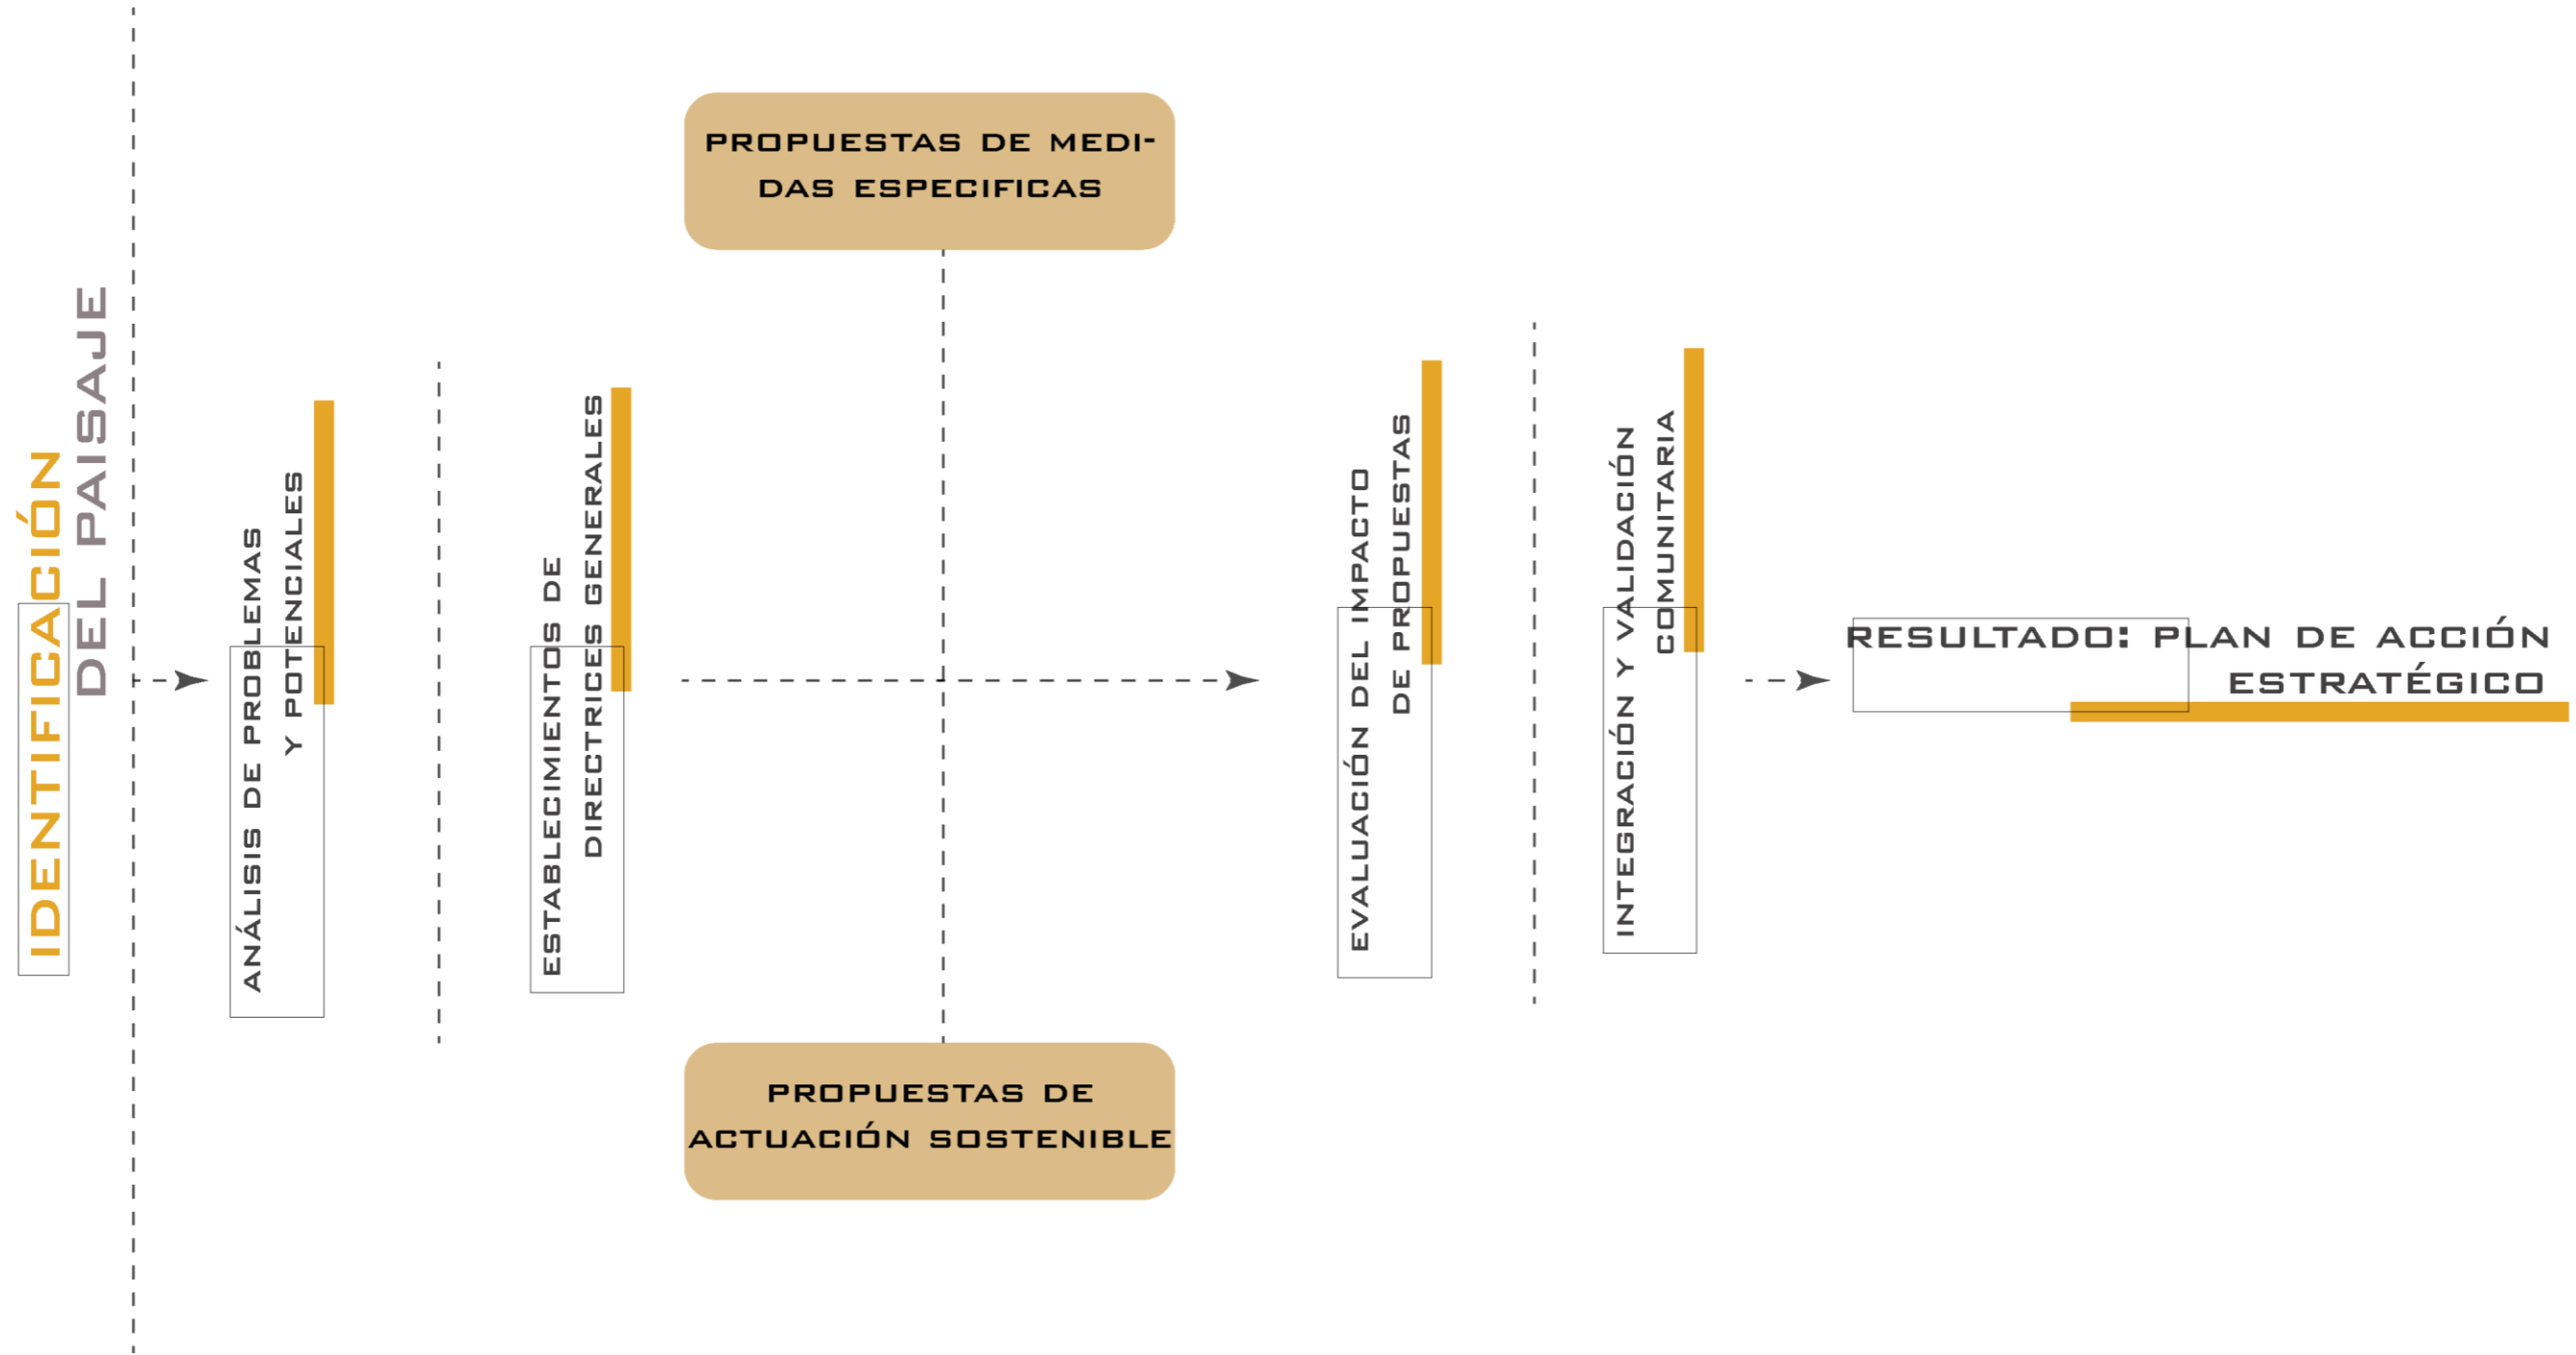 IDENTIFICACIÓN
DEL PAISAJE
ANÁLISIS DE PROBLEMAS
Y POTENCIALES
ESTABLECIMIENTOS DE
DIRECTRICES GENERALES
PROPUESTAS DE MEDI-
DAS ESPECIFICAS
PROPUESTAS DE
ACTUACIÓN SOSTENIBLE
EVALUACIÓN DEL IMPACTO
DE PROPUESTAS
INTEGRACIÓN Y VALIDACIÓN
COMUNITARIA
RESULTADO: PLAN DE ACCIÓN
ESTRATÉGICO